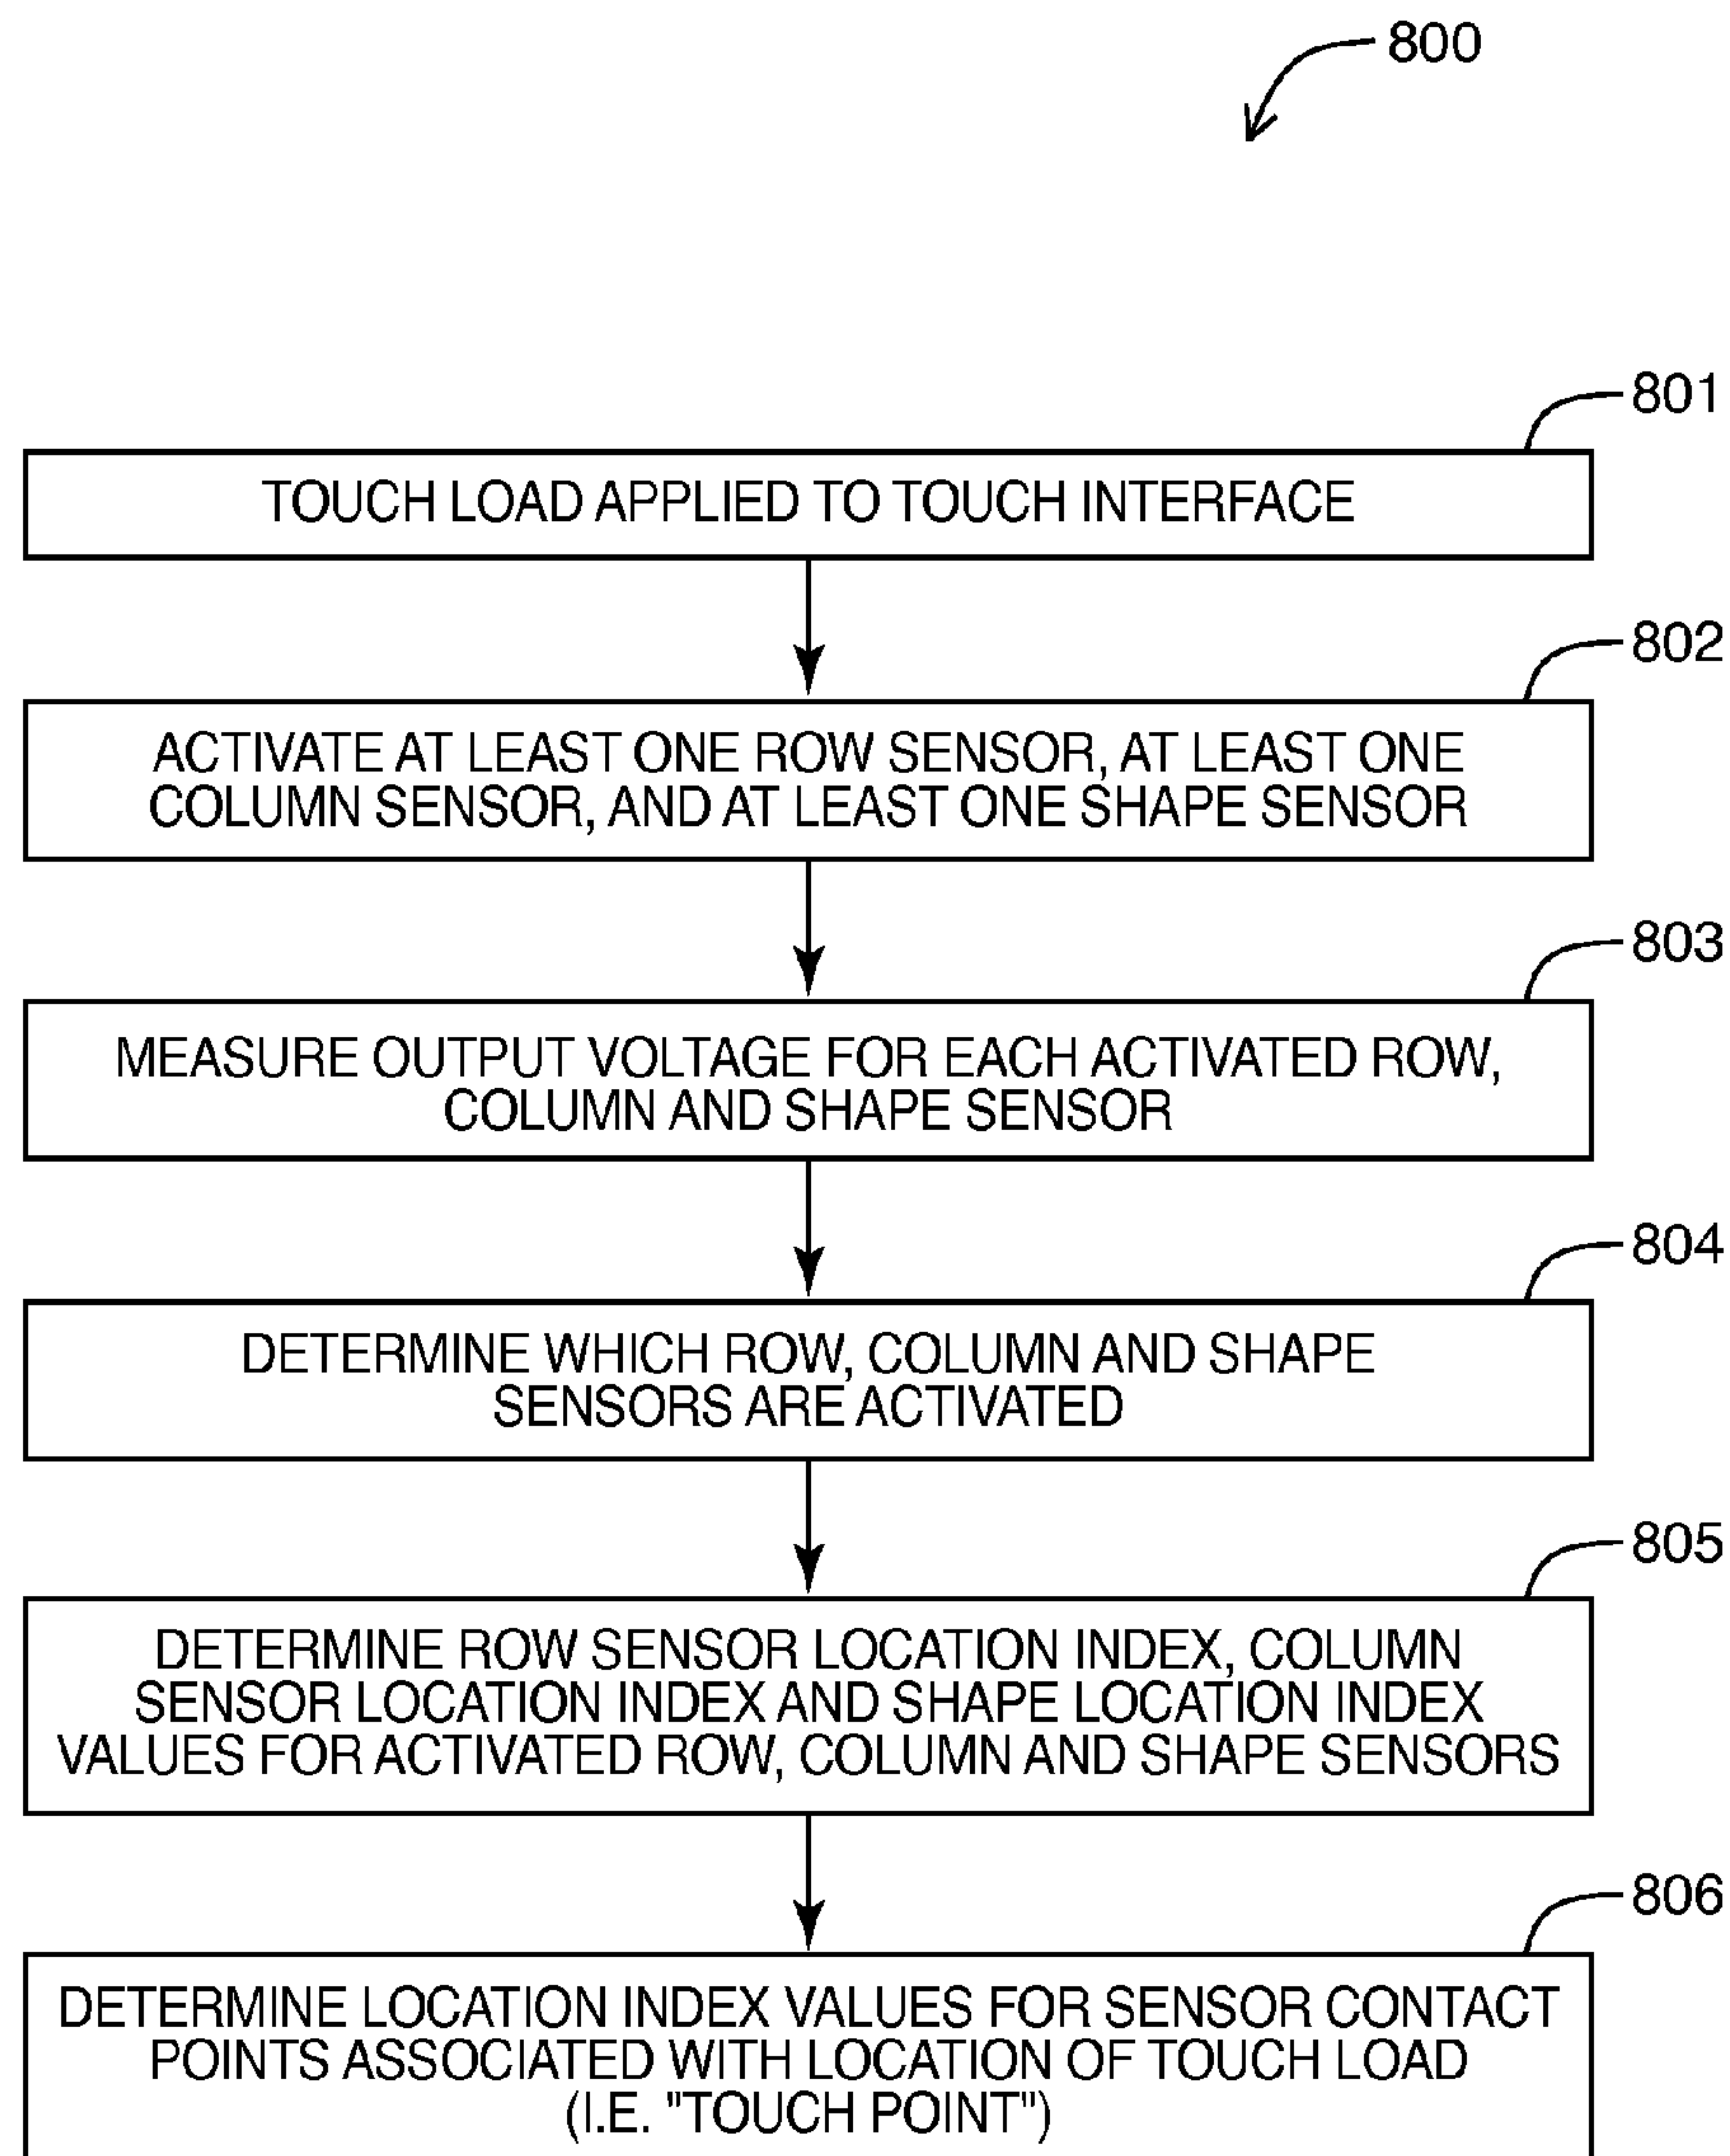 800
801
TOUCH LOAD APPLIED TO TOUCH INTERFACE
802
ACTIVATE AT LEAST ONE ROW SENSOR, AT LEAST ONE
COLUMN SENSOR, AND AT LEAST ONE SHAPE SENSOR
803
MEASURE OUTPUT VOLTAGE FOR EACH ACTIVATED ROW,
COLUMN AND SHAPE SENSOR
804
DETERMINE WHICH ROW, COLUMN AND SHAPE
SENSORS ARE ACTIVATED
805
DETERMINE ROW SENSOR LOCATION INDEX, COLUMN
SENSOR LOCATION INDEX AND SHAPE LOCATION INDEX
VALUES FOR ACTIVATED ROW, COLUMN AND SHAPE SENSORS
806
DETERMINE LOCATION INDEX VALUES FOR SENSOR CONTACT
POINTS ASSOCIATED WITH LOCATION OF TOUCH LOAD
(I.E. "TOUCH POINT")